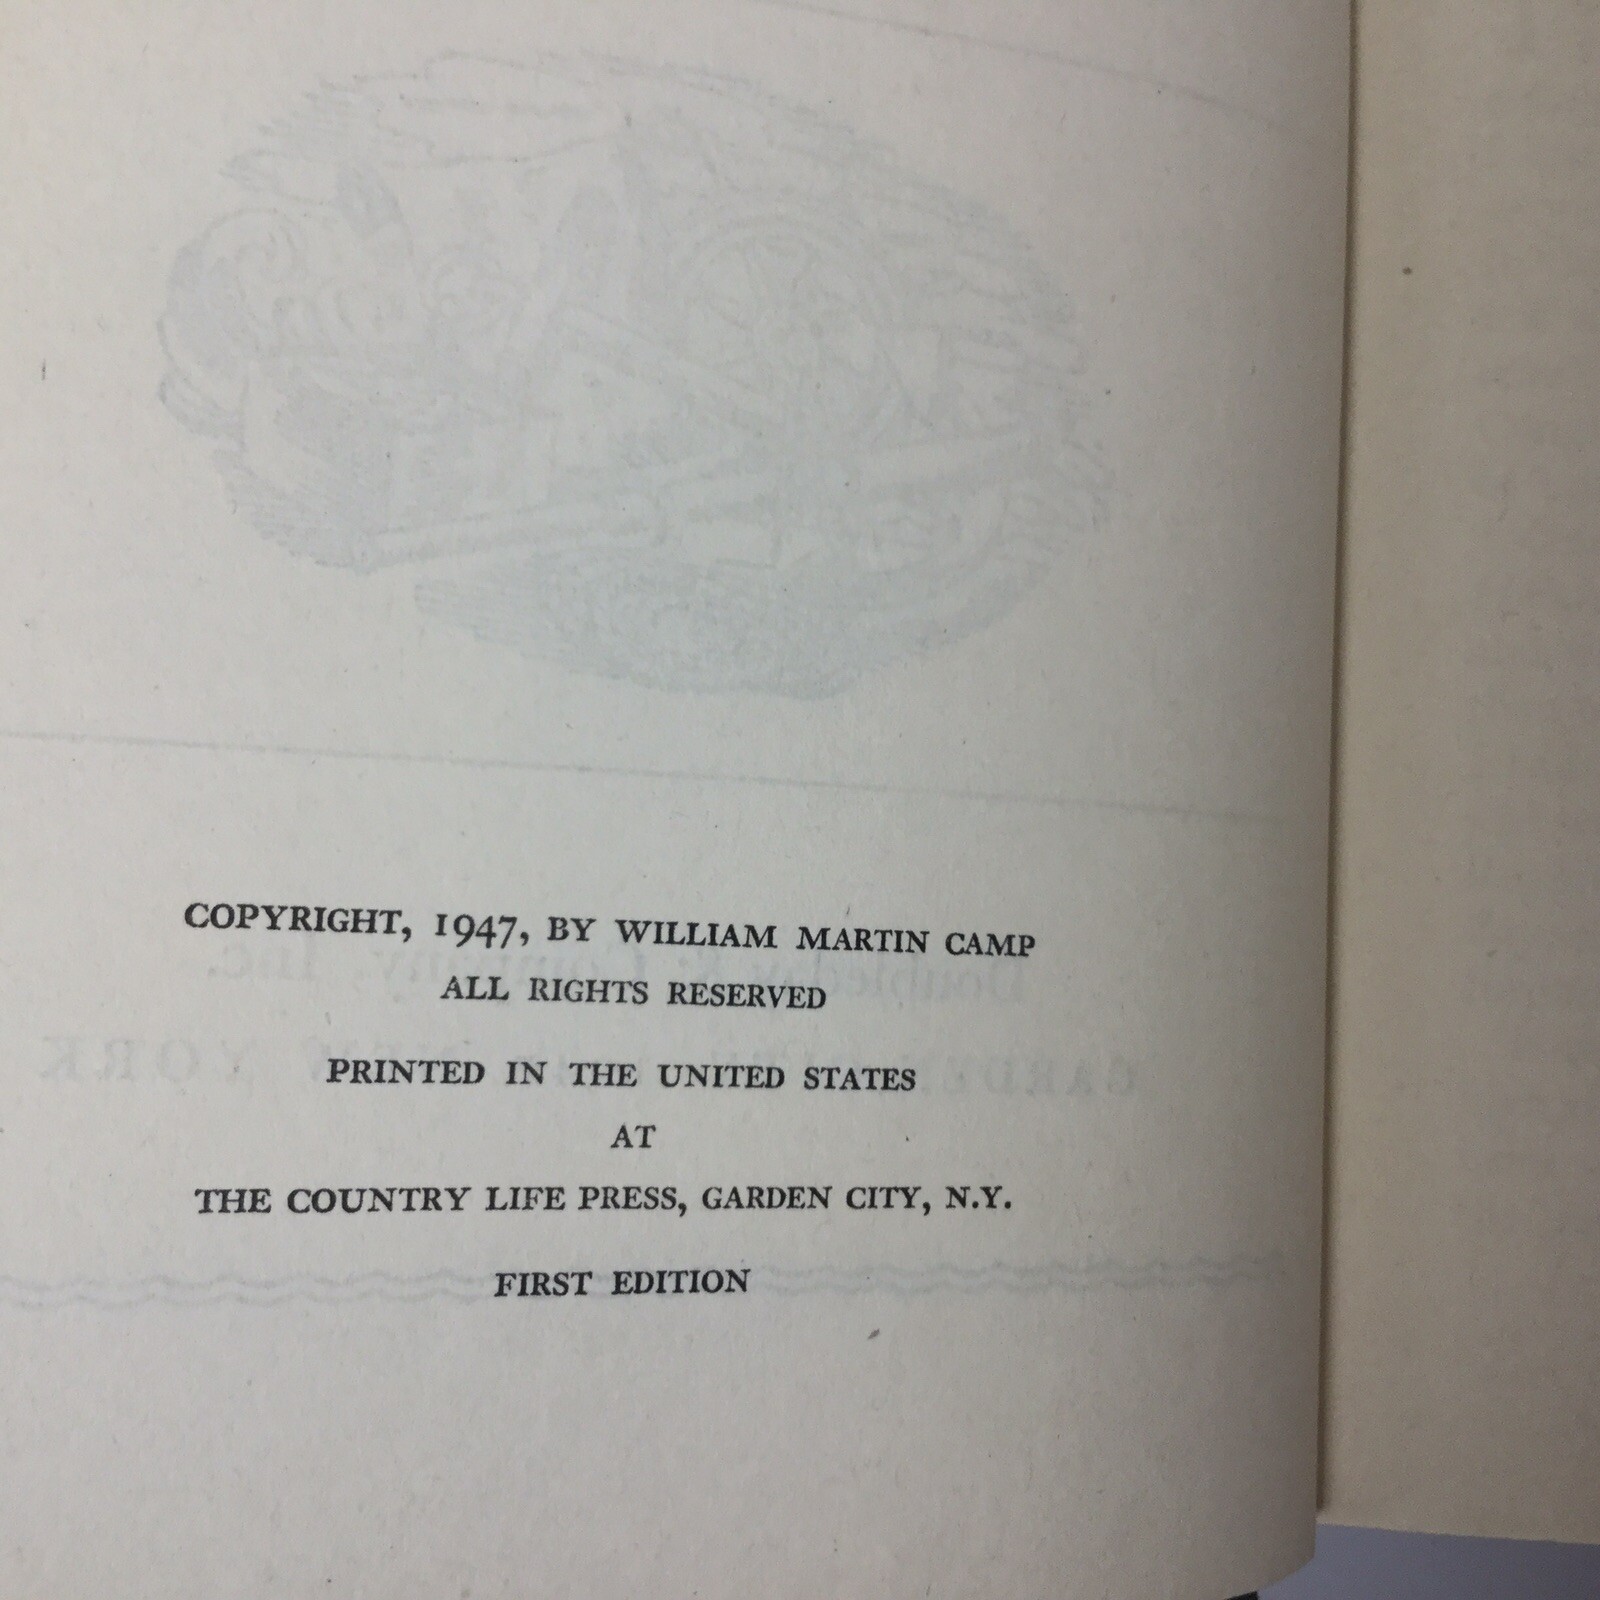 COPYRIGHT, 1947, BY WILLIAM MARTIN CAMP
ALL RIGHTS RESERVED
PRINTED IN THE UNITED STATES
AT
THE COUNTRY LIFE PRESS, GARDEN CITY, N.Y.
FIRST EDITION